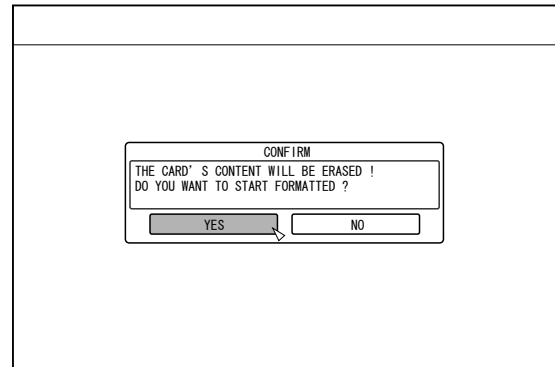 CONFIRM
THE CARD'S CONTENT WILL BE ERASED !
DO YOU WANT TO START FORMATTED ?
YES NO